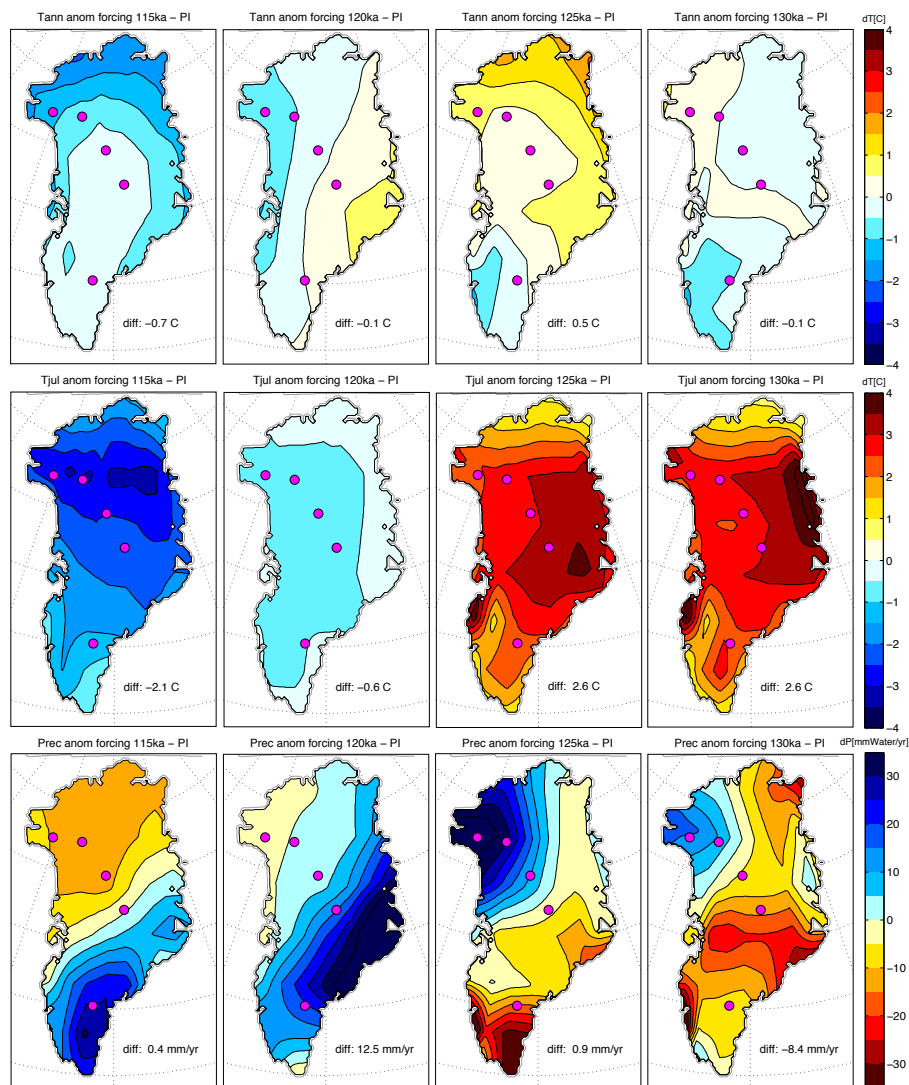 Tann anom forcing 115ka – PI
Tann anom forcing 120ka – PI
Tann anom forcing 125ka – PI
Tann anom forcing 130ka – PI
dT[C]
4
3
2
1
0
−1
−2
−3
−4
diff: −0.7 C
diff: −0.1 C
diff: 0.5 C
diff: −0.1 C
Tjul anom forcing 115ka – PI
Tjul anom forcing 120ka – PI
Tjul anom forcing 125ka – PI
Tjul anom forcing 130ka – PI
dT[C]
4
3
2
1
0
−1
−2
−3
−4
diff: −2.1 C
diff: −0.6 C
diff: 2.6 C
diff: 2.6 C
Prec anom forcing 115ka – PI
Prec anom forcing 120ka – PI
Prec anom forcing 125ka – PI
Prec anom forcing 130ka – PI
dP[mmWater/yr]
30
20
10
0
−10
−20
−30
diff: 0.4 mm/yr
diff: 12.5 mm/yr
diff: 0.9 mm/yr
diff: −8.4 mm/yr